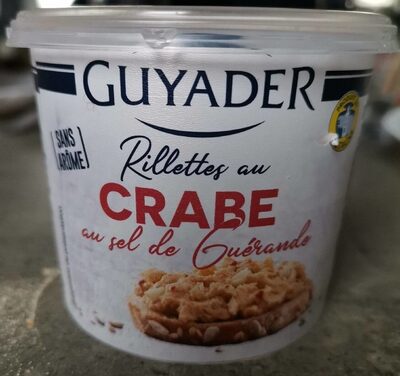 GUYADER
SANS
ARÔME
Rillettes au
CRABE
au sel de Guérande